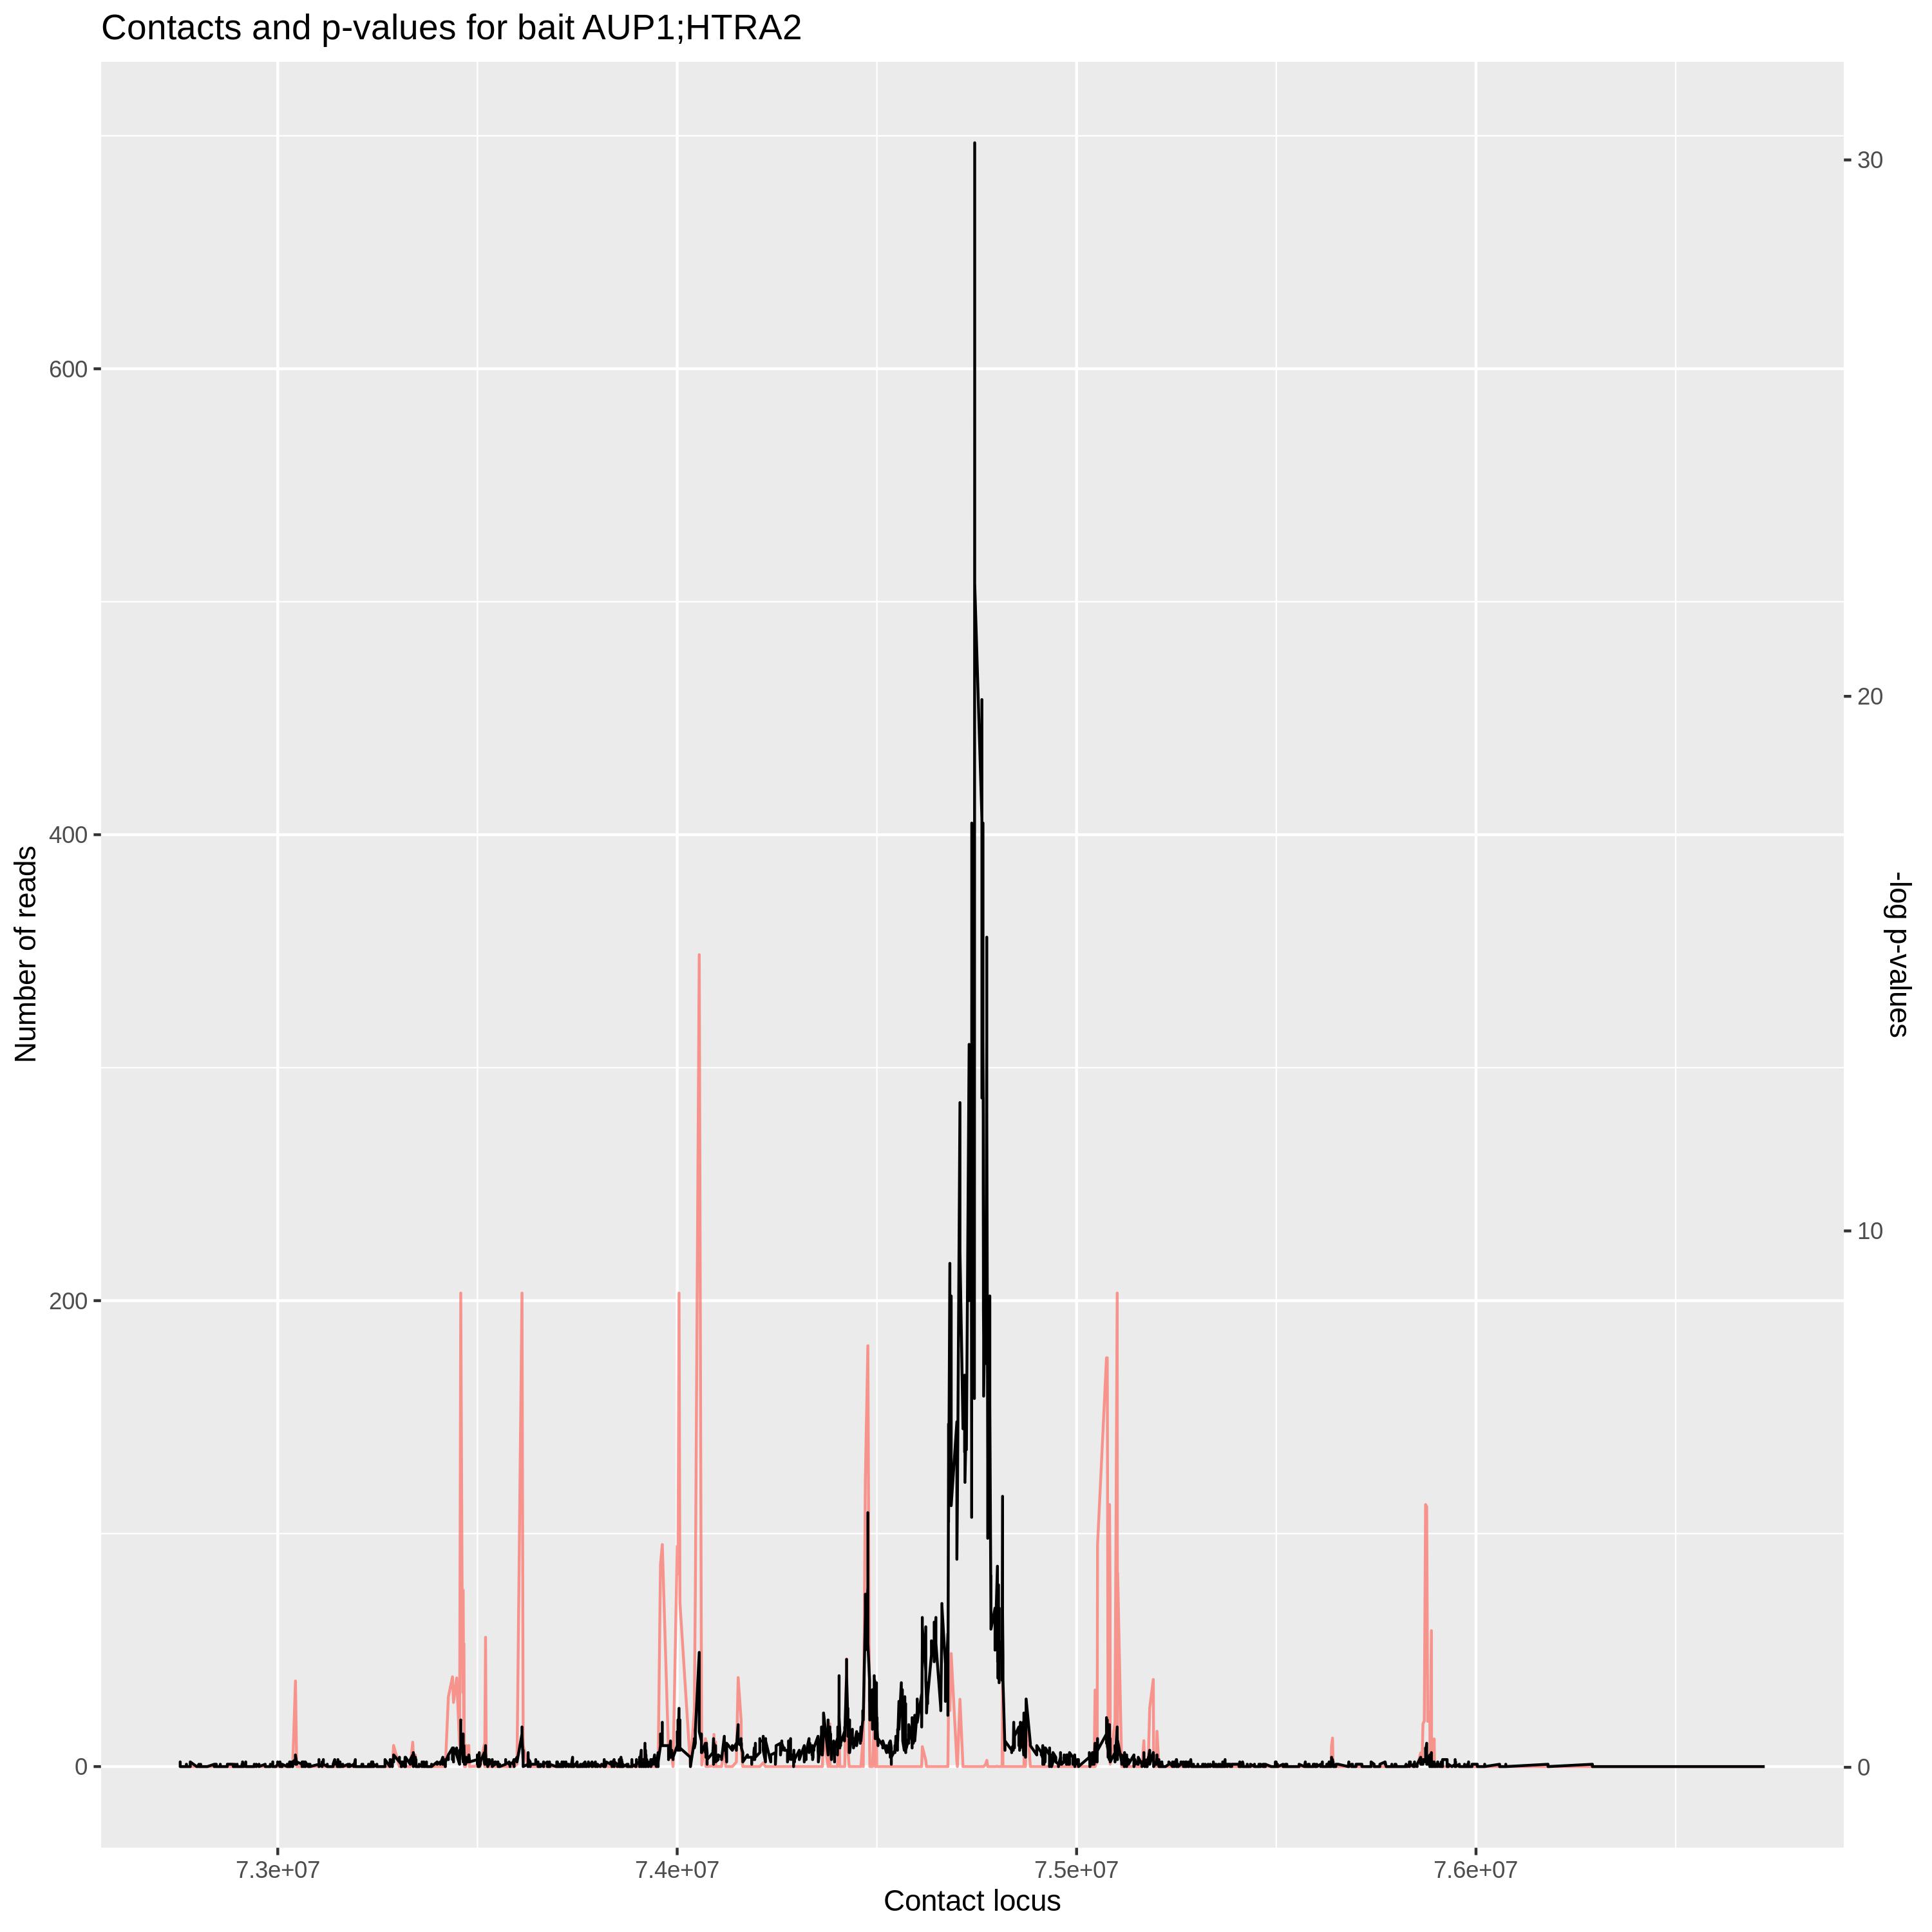 Contacts and p-values for bait AUP1;HTRA2
30
600
20
400
Number of reads
-log p-values
10
200
0
0
7.3e+07
7.4e+07
7.5e+07
7.6e+07
Contact locus